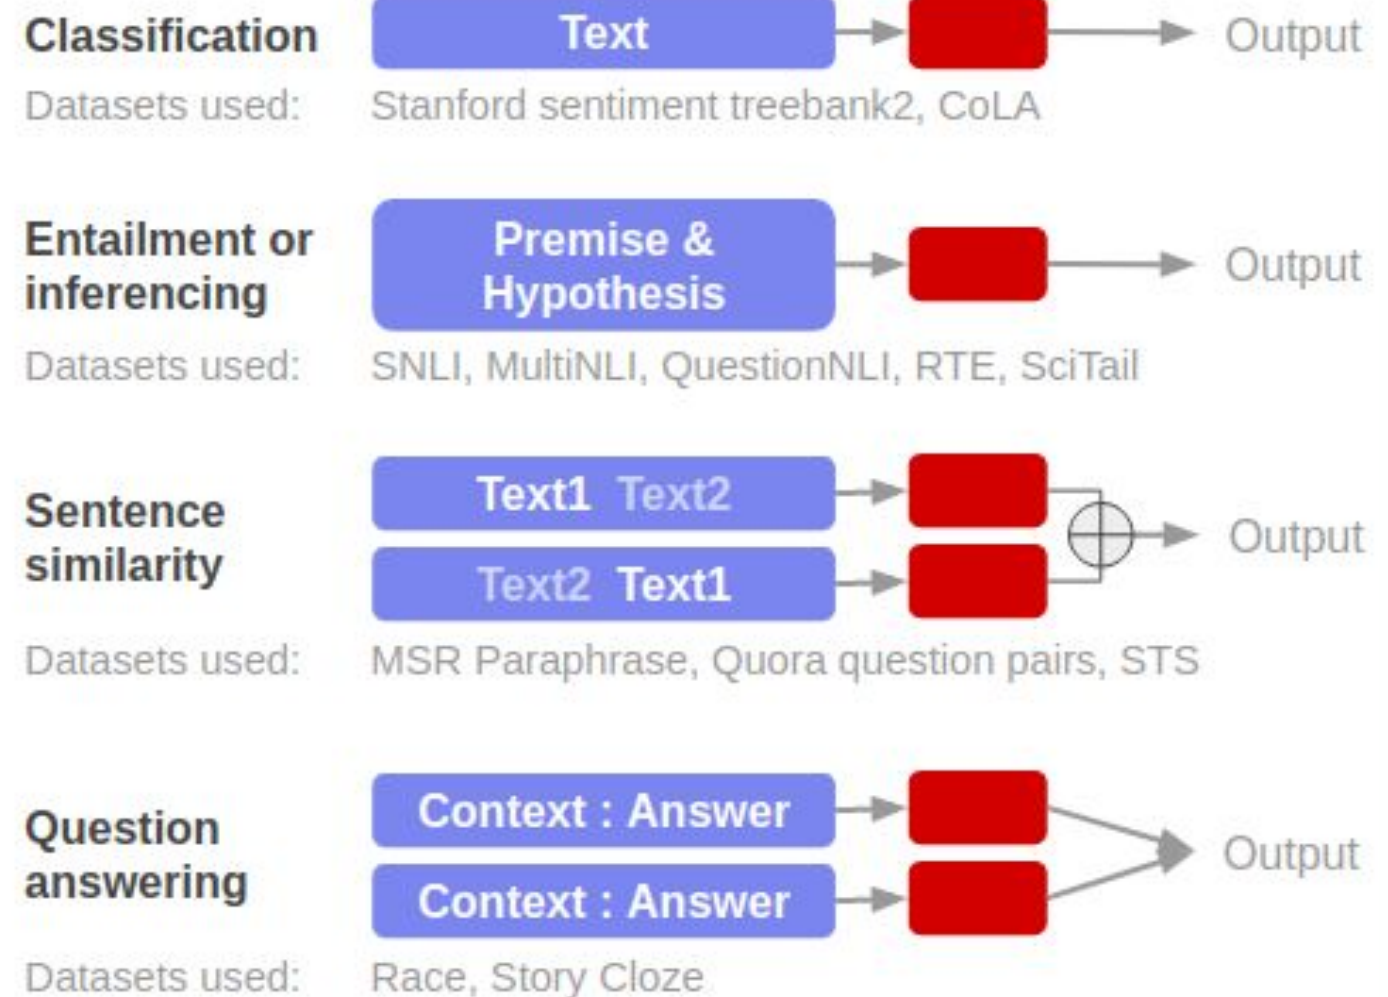 Classification Text Output
Datasets used: Stanford sentiment treebank2, CoLA
Entailment or
inferencing
Premise &
Hypothesis
Output
Datasets used: SNLI, MultiNLI, QuestionNLI, RTE, SciTail
Sentence
similarity
Text1 Text2
Text2 Text1
Output
Datasets used: MSR Paraphrase, Quora question pairs, STS
Question
answering
Context : Answer
Context : Answer
Output
Datasets used: Race, Story Cloze